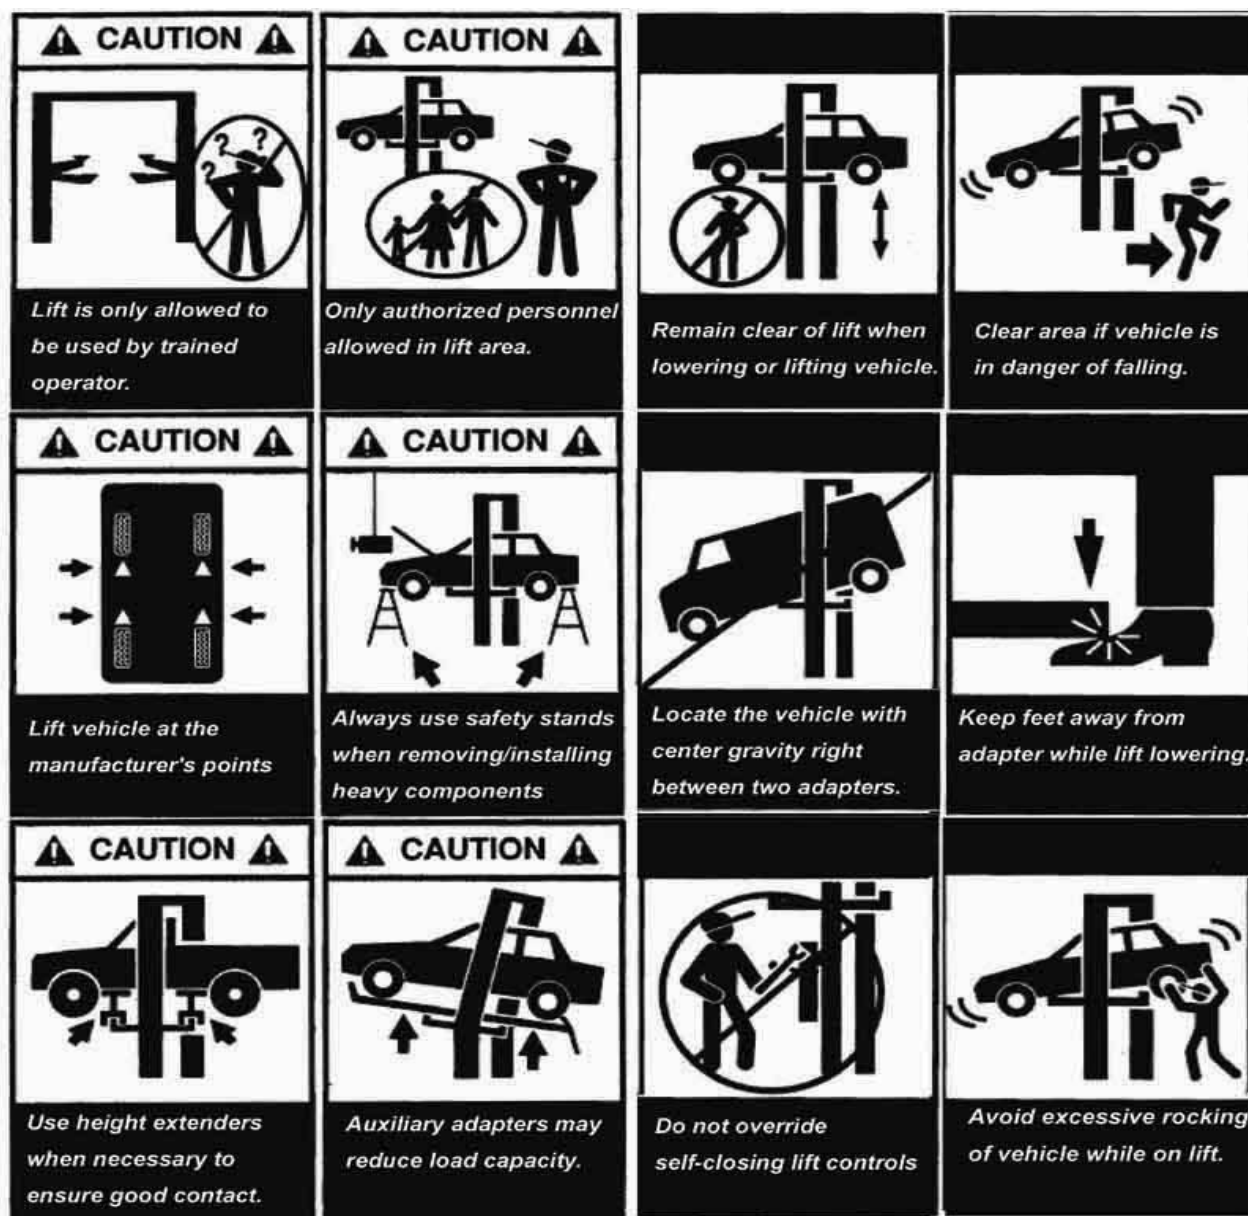 CAUTION
Lift is only allowed to
be used by trained
operator.
CAUTION
Only authorized personnel
allowed in lift area.
Remain clear of lift when
lowering or lifting vehicle.
Clear area if vehicle is
in danger of falling.
CAUTION
Lift vehicle at the
manufacturer's points
CAUTION
Always use safety stands
when removing/installing
heavy components
Locate the vehicle with
center gravity right
between two adapters.
Keep feet away from
adapter while lift lowering.
CAUTION
Use height extenders
when necessary to
ensure good contact.
CAUTION
Auxiliary adapters may
reduce load capacity.
Do not override
self-closing lift controls
Avoid excessive rocking
of vehicle while on lift.
? ? ?